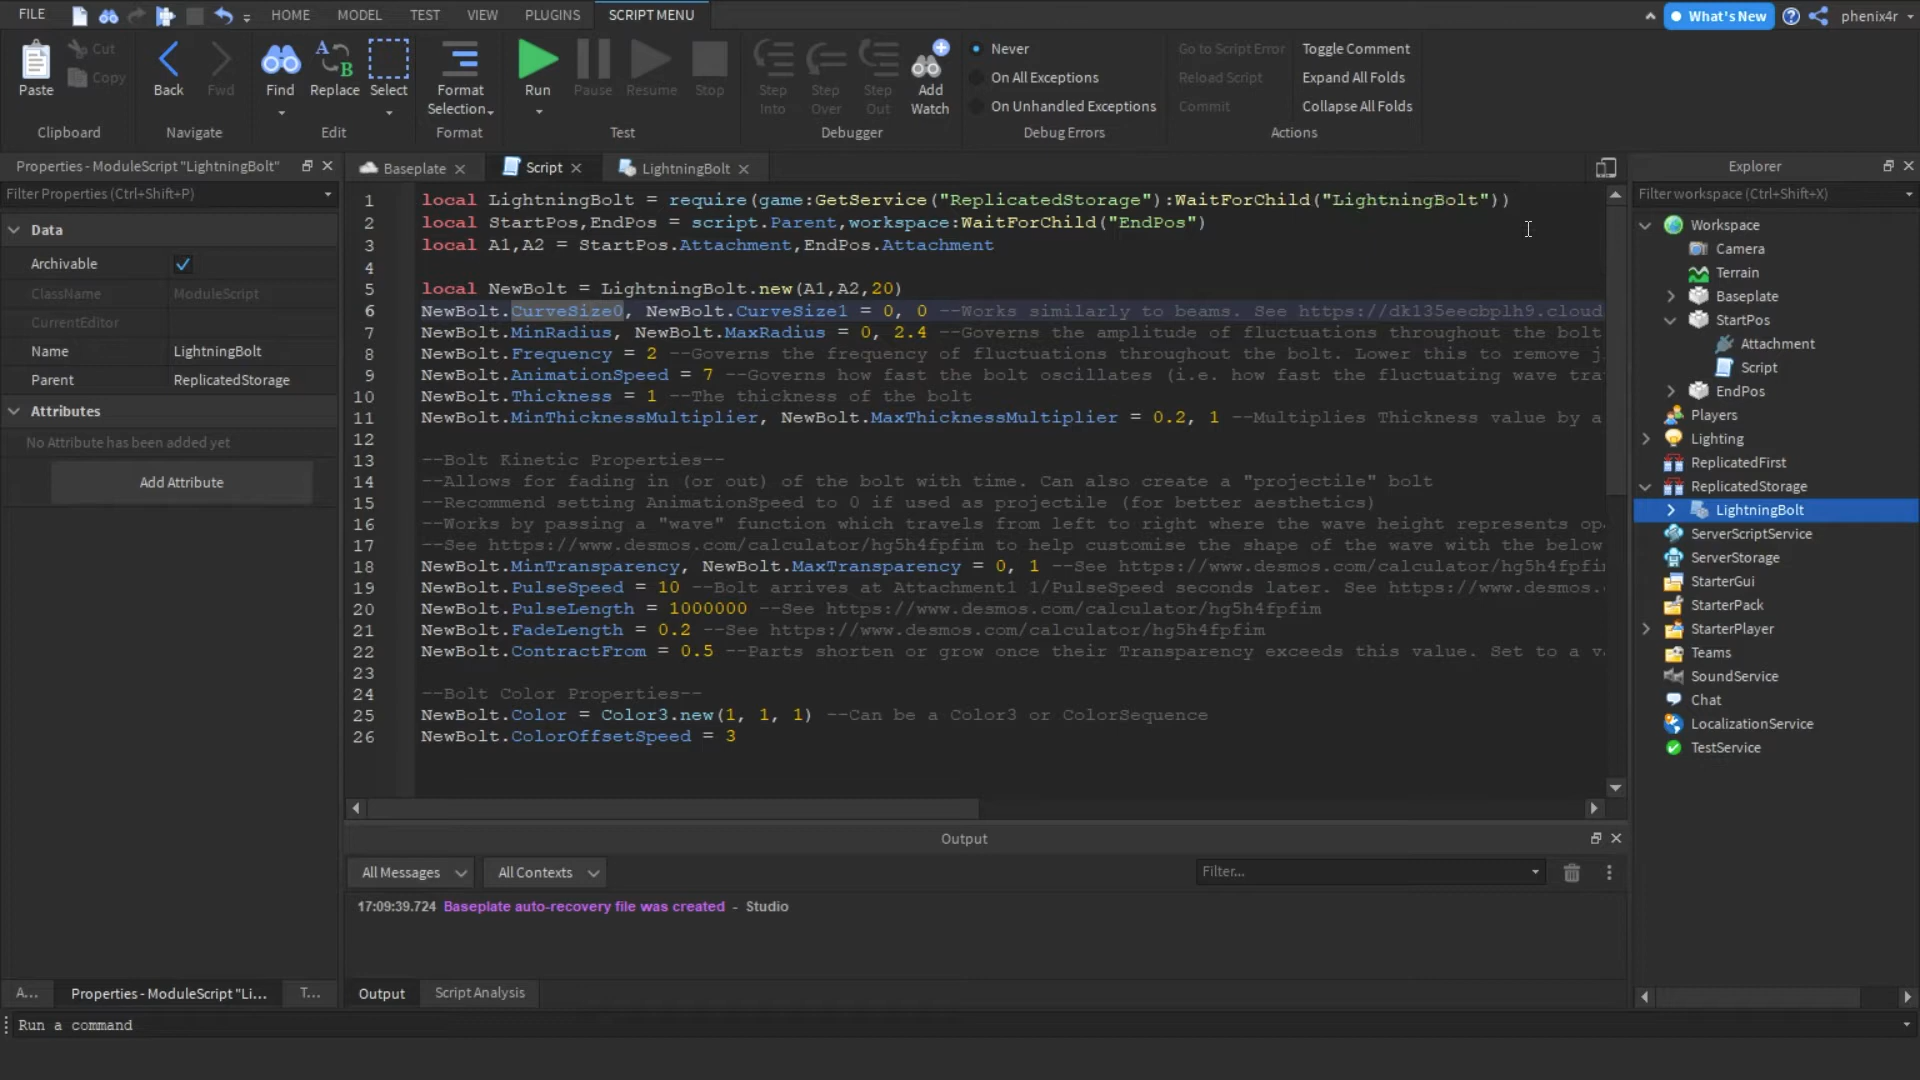 FILE
HOME
MODEL
TEST
VIEW
PLUGINS
SCRIPT MENU
What's New
phenix4r
Paste
Cut
Copy
Clipboard
Back
Fwd
Navigate
Find
Replace
Select
Edit
Format
Selection
Format
Run
Pause
Resume
Stop
Test
Step
Into
Step
Over
Step
Out
Add
Watch
Debugger
Never
On All Exceptions
On Unhandled Exceptions
Debug Errors
Go to Script Error
Reload Script
Commit
Toggle Comment
Expand All Folds
Collapse All Folds
Actions
Properties - ModuleScript "LightningBolt"
Filter Properties (Ctrl+Shift+P)
Data
Archivable
ClassName ModuleScript
CurrentEditor
Name LightningBolt
Parent ReplicatedStorage
Attributes
No Attribute has been added yet
Add Attribute
A...
Properties - ModuleScript "Li...
T...
Baseplate
Script
LightningBolt
1 local LightningBolt = require(game:GetService("ReplicatedStorage"):WaitForChild("LightningBolt"))
2 local StartPos,EndPos = script.Parent,workspace:WaitForChild("EndPos")
3 local A1,A2 = StartPos.Attachment,EndPos.Attachment
4
5 local NewBolt = LightningBolt.new(A1,A2,20)
6 NewBolt.CurveSize0, NewBolt.CurveSize1 = 0, 0 --Works similarly to beams. See https://dk135eecbplh9.cloud
7 NewBolt.MinRadius, NewBolt.MaxRadius = 0, 2.4 --Governs the amplitude of fluctuations throughout the bolt
8 NewBolt.Frequency = 2 --Governs the frequency of fluctuations throughout the bolt. Lower this to remove j
9 NewBolt.AnimationSpeed = 7 --Governs how fast the bolt oscillates (i.e. how fast the fluctuating wave tra
10 NewBolt.Thickness = 1 --The thickness of the bolt
11 NewBolt.MinThicknessMultiplier, NewBolt.MaxThicknessMultiplier = 0.2, 1 --Multiplies Thickness value by a
12
13 --Bolt Kinetic Properties--
14 --Allows for fading in (or out) of the bolt with time. Can also create a "projectile" bolt
15 --Recommend setting AnimationSpeed to 0 if used as projectile (for better aesthetics)
16 --Works by passing a "wave" function which travels from left to right where the wave height represents op
17 --See https://www.desmos.com/calculator/hg5h4fpfim to help customise the shape of the wave with the below
18 NewBolt.MinTransparency, NewBolt.MaxTransparency = 0, 1 --See https://www.desmos.com/calculator/hg5h4fpfi
19 NewBolt.PulseSpeed = 10 --Bolt arrives at Attachment1 1/PulseSpeed seconds later. See https://www.desmos.
20 NewBolt.PulseLength = 1000000 --See https://www.desmos.com/calculator/hg5h4fpfim
21 NewBolt.FadeLength = 0.2 --See https://www.desmos.com/calculator/hg5h4fpfim
22 NewBolt.ContractFrom = 0.5 --Parts shorten or grow once their Transparency exceeds this value. Set to a v
23
24 --Bolt Color Properties--
25 NewBolt.Color = Color3.new(1, 1, 1) --Can be a Color3 or ColorSequence
26 NewBolt.ColorOffsetSpeed = 3
Output
All Messages
All Contexts
Filter...
17:09:39.724 Baseplate auto-recovery file was created - Studio
Output
Script Analysis
Run a command
Explorer
Filter workspace (Ctrl+Shift+X)
Workspace
Camera
Terrain
Baseplate
StartPos
Attachment
Script
EndPos
Players
Lighting
ReplicatedFirst
ReplicatedStorage
LightningBolt
ServerScriptService
ServerStorage
StarterGui
StarterPack
StarterPlayer
Teams
SoundService
Chat
LocalizationService
TestService